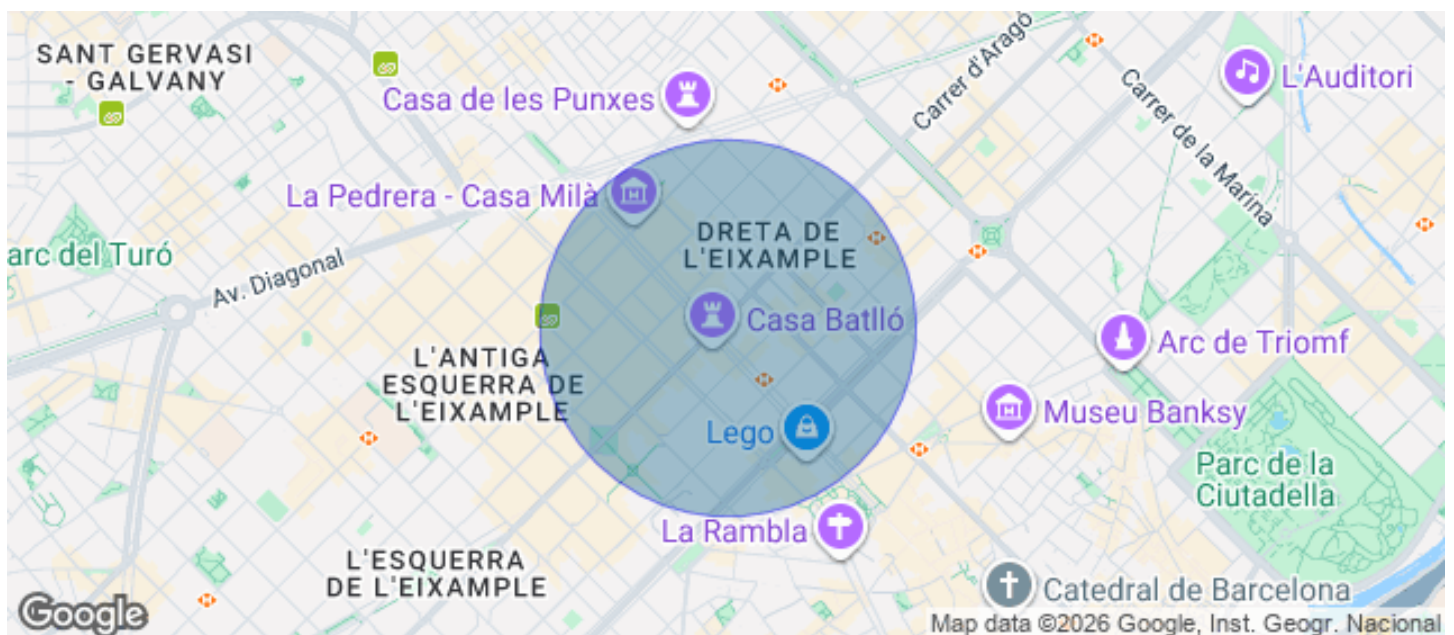 SANT GERVASI
- GALVANY
Casa de les Punxes
Carrer d'Aragó
L'Auditori
Carrer de la Marina
La Pedrera - Casa Milà
DRETA DE
L'EIXAMPLE
arc del Turó
Av. Diagonal
Casa Batlló
Arc de Triomf
L'ANTIGA
ESQUERRA DE
L'EIXAMPLE
Museu Banksy
Lego
Parc de la
Ciutadella
La Rambla
L'ESQUERRA
DE L'EIXAMPLE
Catedral de Barcelona
Google
Map data ©2026 Google, Inst. Geogr. Nacional